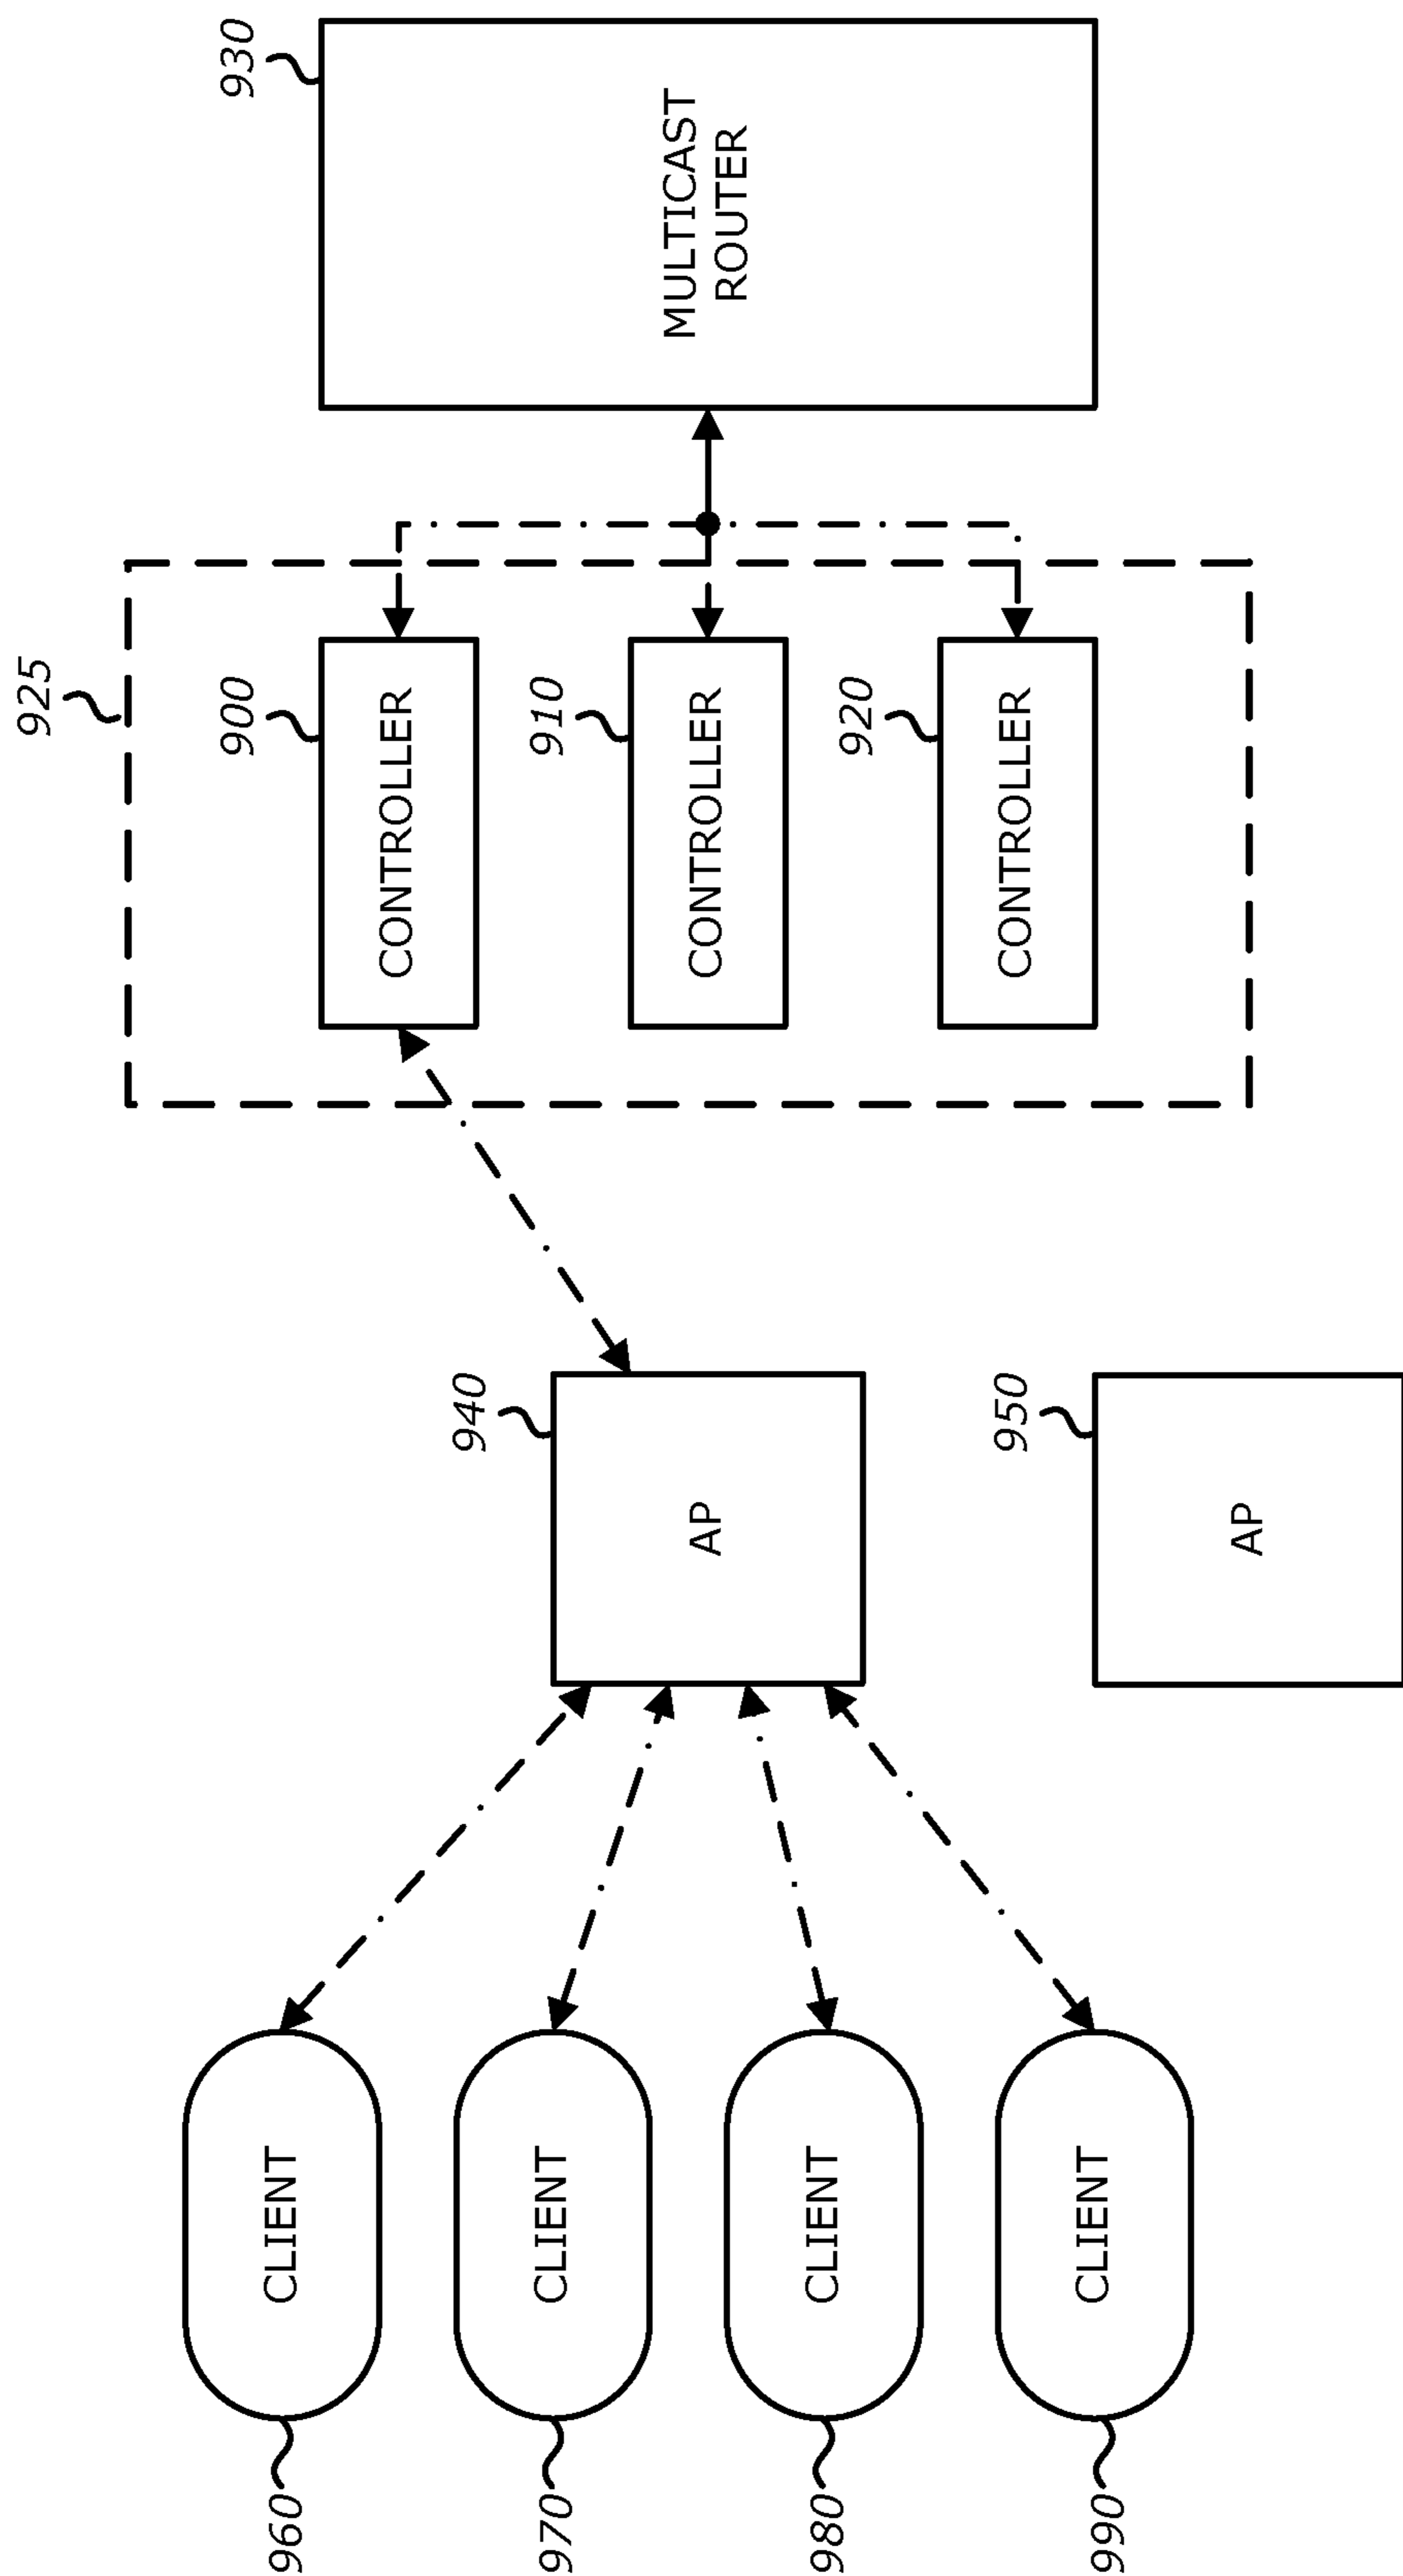 930
MULTICAST
ROUTER
925
900
CONTROLLER
910
CONTROLLER
920
CONTROLLER
940
AP
950
AP
CLIENT
960
CLIENT
970
CLIENT
980
CLIENT
990